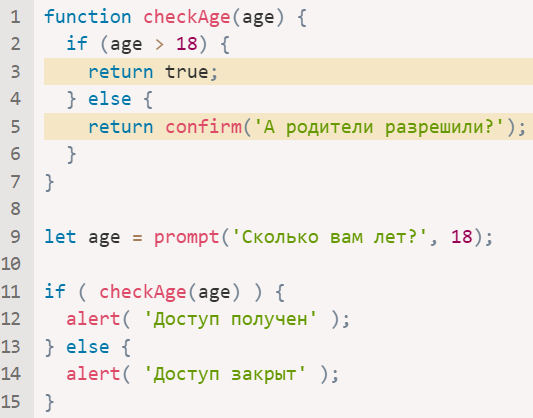 1 function checkAge(age) {
2   if (age > 18) {
3     return true;
4   } else {
5     return confirm('А родители разрешили?');
6   }
7 }
8
9 let age = prompt('Сколько вам лет?', 18);
10
11 if ( checkAge(age) ) {
12   alert( 'Доступ получен' );
13 } else {
14   alert( 'Доступ закрыт' );
15 }